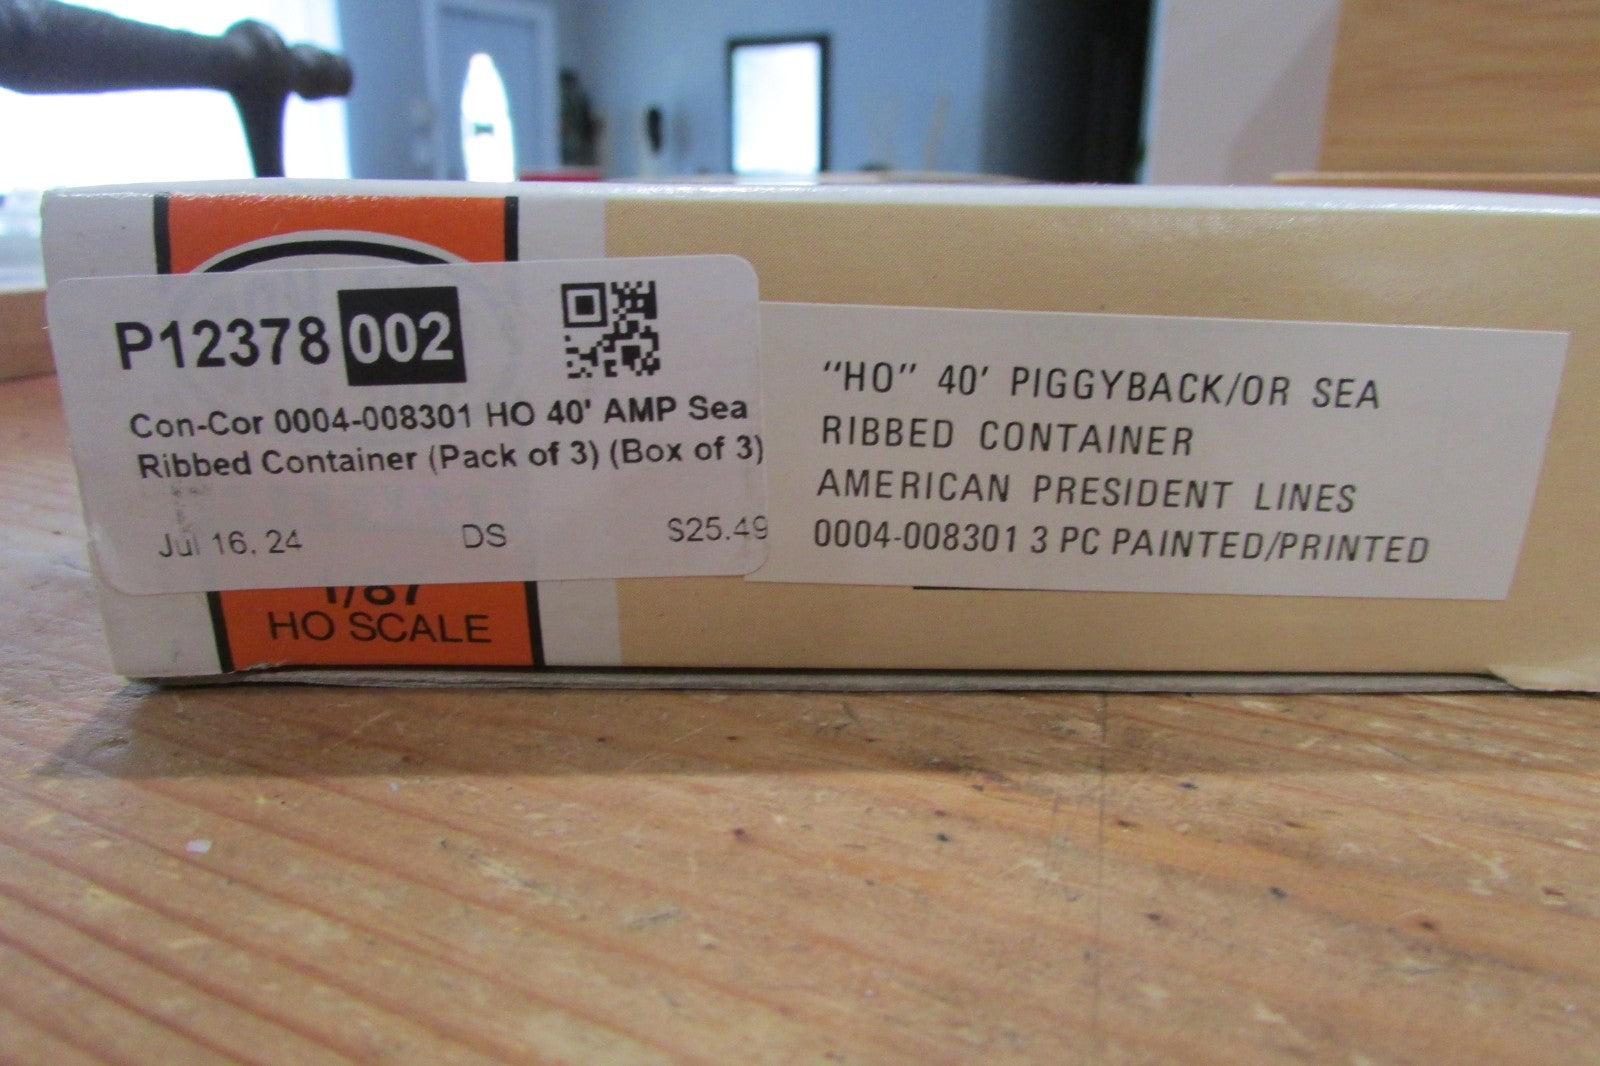 P12378 002
Con-Cor 0004-008301 HO 40' AMP Sea
Ribbed Container (Pack of 3) (Box of 3)
Jul 16, 24 DS $25.49
1/87
HO SCALE
"HO" 40' PIGGYBACK/OR SEA
RIBBED CONTAINER
AMERICAN PRESIDENT LINES
0004-008301 3 PC PAINTED/PRINTED